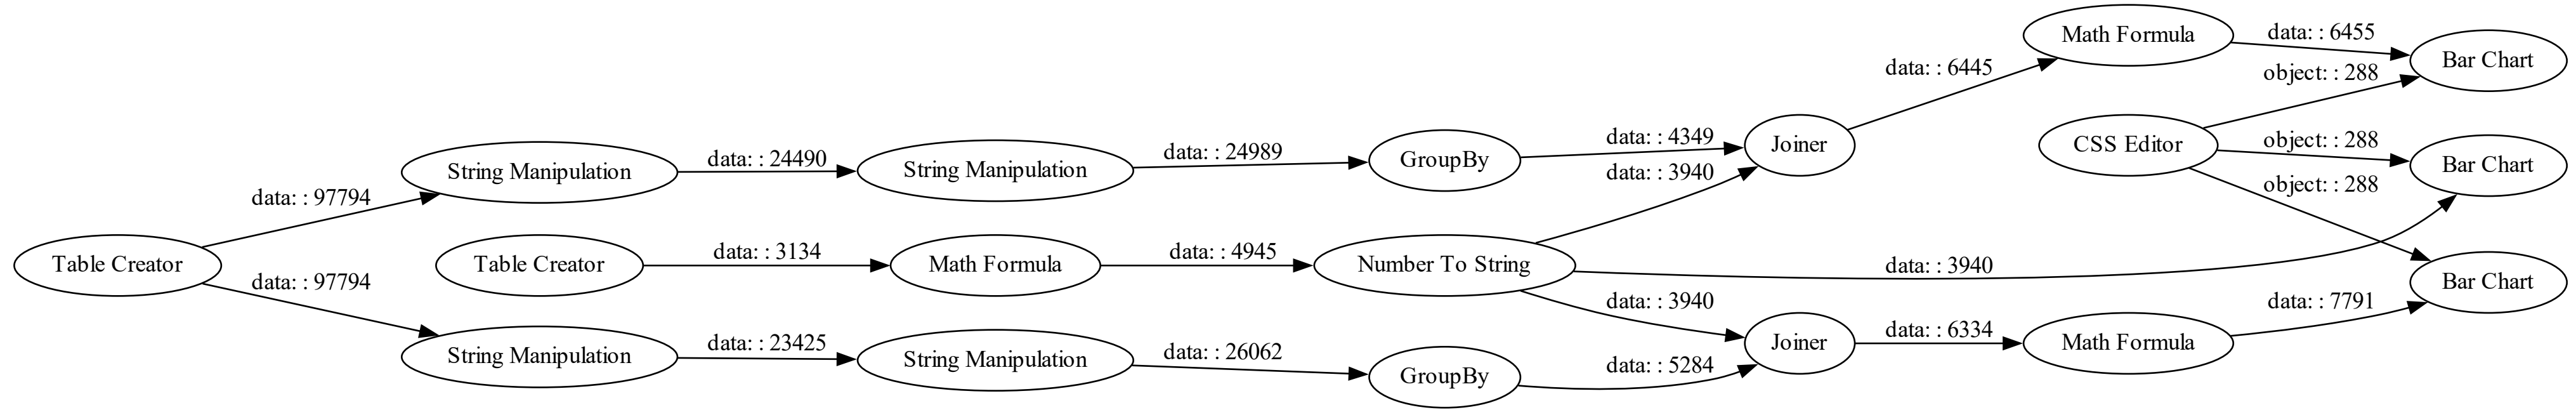 Math Formula
data: : 6455
Bar Chart
data: : 6445
object: : 288
data: : 4349
Joiner
CSS Editor
object: : 288
Bar Chart
String Manipulation
data: : 24490
String Manipulation
data: : 24989
GroupBy
data: : 3940
object: : 288
data: : 97794
Table Creator
Table Creator
data: : 3134
Math Formula
data: : 4945
Number To String
data: : 3940
Bar Chart
data: : 97794
data: : 3940
data: : 7791
String Manipulation
data: : 23425
String Manipulation
data: : 26062
GroupBy
data: : 5284
Joiner
data: : 6334
Math Formula